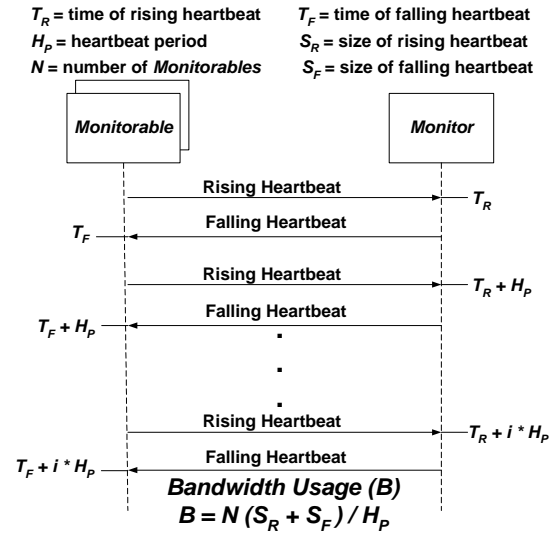 T_R = time of rising heartbeat
T_F = time of falling heartbeat
H_P = heartbeat period
S_R = size of rising heartbeat
N = number of Monitorables
S_F = size of falling heartbeat
Monitorable
Monitor
Rising Heartbeat
T_R
Falling Heartbeat
T_F
Rising Heartbeat
T_R + H_P
Falling Heartbeat
T_F + H_P
.
.
.
Rising Heartbeat
T_R + i * H_P
Falling Heartbeat
T_F + i * H_P
Bandwidth Usage (B)
B = N (S_R + S_F) / H_P